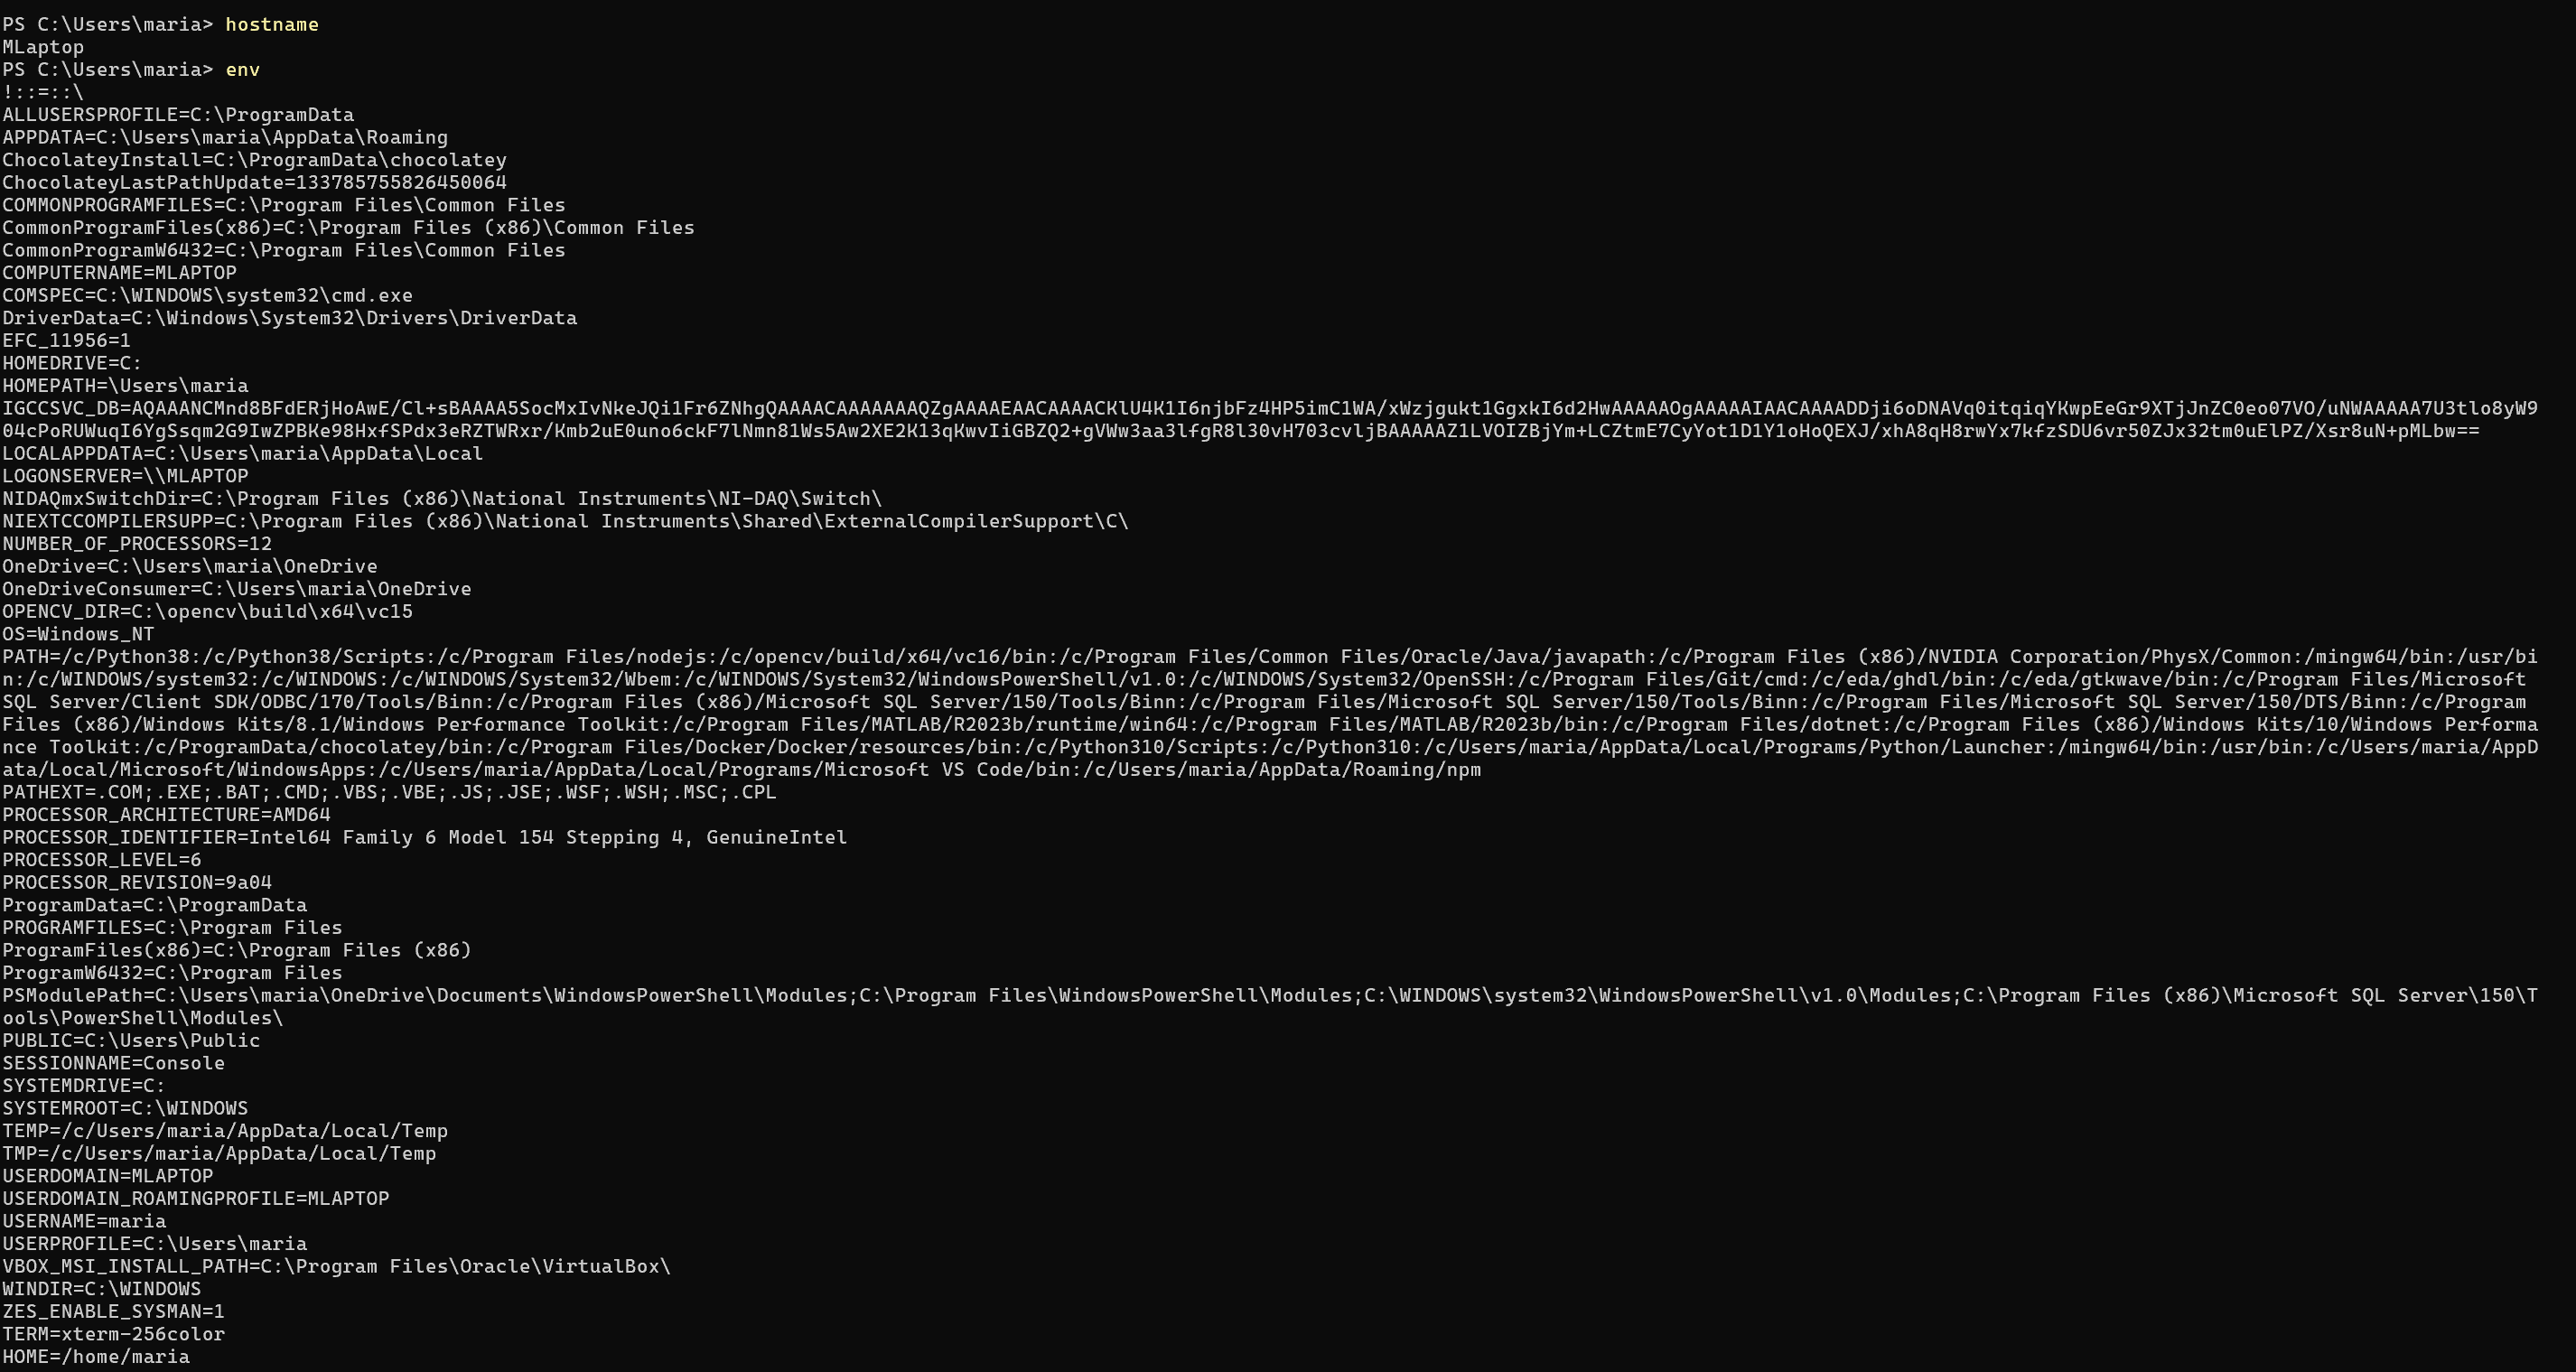 PS C:\Users\maria> hostname
MLaptop
PS C:\Users\maria> env
!::=::\
ALLUSERSPROFILE=C:\ProgramData
APPDATA=C:\Users\maria\AppData\Roaming
ChocolateyInstall=C:\ProgramData\chocolatey
ChocolateyLastPathUpdate=133785755826450064
COMMONPROGRAMFILES=C:\Program Files\Common Files
CommonProgramFiles(x86)=C:\Program Files (x86)\Common Files
CommonProgramW6432=C:\Program Files\Common Files
COMPUTERNAME=MLAPTOP
COMSPEC=C:\WINDOWS\system32\cmd.exe
DriverData=C:\Windows\System32\Drivers\DriverData
EFC_11956=1
HOMEDRIVE=C:
HOMEPATH=\Users\maria
IGCCSVC_DB=AQAAANCMnd8BFdERjHoAwE/Cl+sBAAAA5SocMxIvNkeJQi1Fr6ZNhgQAAAACAAAAAAAQZgAAAAEAACAAAACKlU4K1I6njbFz4HP5imC1WA/xWzjgukt1GgxkI6d2HwAAAAAOgAAAAAIAACAAAADDji6oDNAVq0itqiqYKwpEeGr9XTjJnZC0eo07VO/uNWAAAAA7U3tlo8yW9
04cPoRUWuqI6YgSsqm2G9IwZPBKe98HxfSPdx3eRZTWRxr/Kmb2uE0uno6ckF7lNmn81Ws5Aw2XE2K13qKwvIiGBZQ2+gVWw3aa3lfgR8l30vH703cvljBAAAAAZ1LVOIZBjYm+LCZtmE7CyYot1D1Y1oHoQEXJ/xhA8qH8rwYx7kfzSDU6vr50ZJx32tm0uElPZ/Xsr8uN+pMLbw==
LOCALAPPDATA=C:\Users\maria\AppData\Local
LOGONSERVER=\\MLAPTOP
NIDAQmxSwitchDir=C:\Program Files (x86)\National Instruments\NI-DAQ\Switch\
NIEXTCCOMPILERSUPP=C:\Program Files (x86)\National Instruments\Shared\ExternalCompilerSupport\C\
NUMBER_OF_PROCESSORS=12
OneDrive=C:\Users\maria\OneDrive
OneDriveConsumer=C:\Users\maria\OneDrive
OPENCV_DIR=C:\opencv\build\x64\vc15
OS=Windows_NT
PATH=/c/Python38:/c/Python38/Scripts:/c/Program Files/nodejs:/c/opencv/build/x64/vc16/bin:/c/Program Files/Common Files/Oracle/Java/javapath:/c/Program Files (x86)/NVIDIA Corporation/PhysX/Common:/mingw64/bin:/usr/bi
n:/c/WINDOWS/system32:/c/WINDOWS:/c/WINDOWS/System32/Wbem:/c/WINDOWS/System32/WindowsPowerShell/v1.0:/c/WINDOWS/System32/OpenSSH:/c/Program Files/Git/cmd:/c/eda/ghdl/bin:/c/eda/gtkwave/bin:/c/Program Files/Microsoft
SQL Server/Client SDK/ODBC/170/Tools/Binn:/c/Program Files (x86)/Microsoft SQL Server/150/Tools/Binn:/c/Program Files/Microsoft SQL Server/150/Tools/Binn:/c/Program Files/Microsoft SQL Server/150/DTS/Binn:/c/Program
Files (x86)/Windows Kits/8.1/Windows Performance Toolkit:/c/Program Files/MATLAB/R2023b/runtime/win64:/c/Program Files/MATLAB/R2023b/bin:/c/Program Files/dotnet:/c/Program Files (x86)/Windows Kits/10/Windows Performa
nce Toolkit:/c/ProgramData/chocolatey/bin:/c/Program Files/Docker/Docker/resources/bin:/c/Python310/Scripts:/c/Python310:/c/Users/maria/AppData/Local/Programs/Python/Launcher:/mingw64/bin:/usr/bin:/c/Users/maria/AppD
ata/Local/Microsoft/WindowsApps:/c/Users/maria/AppData/Local/Programs/Microsoft VS Code/bin:/c/Users/maria/AppData/Roaming/npm
PATHEXT=.COM;.EXE;.BAT;.CMD;.VBS;.VBE;.JS;.JSE;.WSF;.WSH;.MSC;.CPL
PROCESSOR_ARCHITECTURE=AMD64
PROCESSOR_IDENTIFIER=Intel64 Family 6 Model 154 Stepping 4, GenuineIntel
PROCESSOR_LEVEL=6
PROCESSOR_REVISION=9a04
ProgramData=C:\ProgramData
PROGRAMFILES=C:\Program Files
ProgramFiles(x86)=C:\Program Files (x86)
ProgramW6432=C:\Program Files
PSModulePath=C:\Users\maria\OneDrive\Documents\WindowsPowerShell\Modules;C:\Program Files\WindowsPowerShell\Modules;C:\WINDOWS\system32\WindowsPowerShell\v1.0\Modules;C:\Program Files (x86)\Microsoft SQL Server\150\T
ools\PowerShell\Modules\
PUBLIC=C:\Users\Public
SESSIONNAME=Console
SYSTEMDRIVE=C:
SYSTEMROOT=C:\WINDOWS
TEMP=/c/Users/maria/AppData/Local/Temp
TMP=/c/Users/maria/AppData/Local/Temp
USERDOMAIN=MLAPTOP
USERDOMAIN_ROAMINGPROFILE=MLAPTOP
USERNAME=maria
USERPROFILE=C:\Users\maria
VBOX_MSI_INSTALL_PATH=C:\Program Files\Oracle\VirtualBox\
WINDIR=C:\WINDOWS
ZES_ENABLE_SYSMAN=1
TERM=xterm-256color
HOME=/home/maria